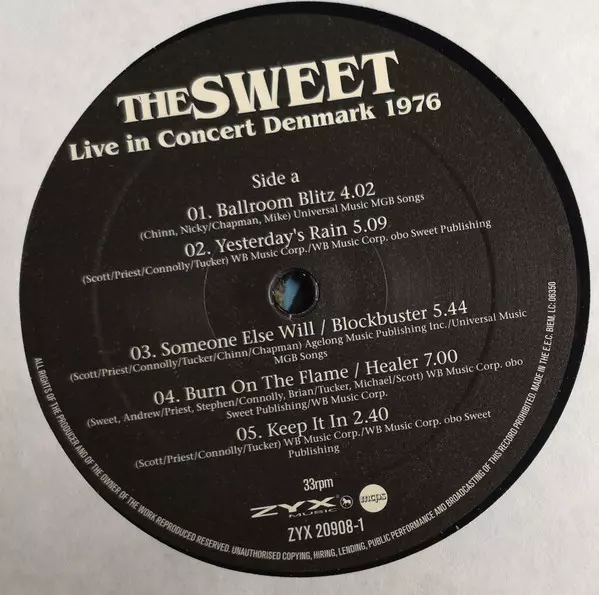 THE SWEET
Live in Concert Denmark 1976
Side a
01. Ballroom Blitz 4.02
(Chinn, Nicky/Chapman, Mike) Universal Music MGB Songs
02. Yesterday's Rain 5.09
(Scott/Priest/Connolly/Tucker) WB Music Corp./WB Music Corp. obo Sweet Publishing
03. Someone Else Will / Blockbuster 5.44
(Scott/Priest/Connolly/Tucker/Chinn/Chapman) Agelong Music Publishing Inc./Universal Music
MGB Songs
04. Burn On The Flame / Healer 7.00
(Sweet, Andrew/Priest, Stephen/Connolly, Brian/Tucker, Michael/Scott) WB Music Corp. obo
Sweet Publishing/WB Music Corp.
05. Keep It In 2.40
(Scott/Priest/Connolly/Tucker) WB Music Corp./WB Music Corp. obo Sweet
Publishing
33rpm
ZYX®
MUSIC
mcps
ZYX 20908-1
ALL RIGHTS OF THE PRODUCER AND OF THE OWNER OF THE WORK REPRODUCED RESERVED. UNAUTHORISED COPYING, HIRING, LENDING, PUBLIC PERFORMANCE AND BROADCASTING OF THIS RECORD PROHIBITED. MADE IN THE E.E.C. BIEM. LC: 06350